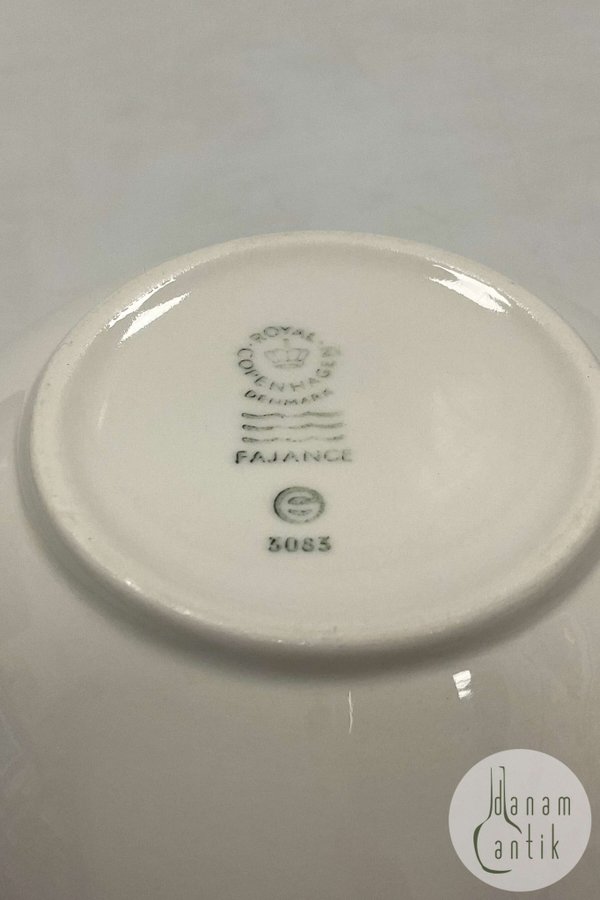 ROYAL
COPENHAGEN
DENMARK
FAJANCE
e
3083
danam
antik